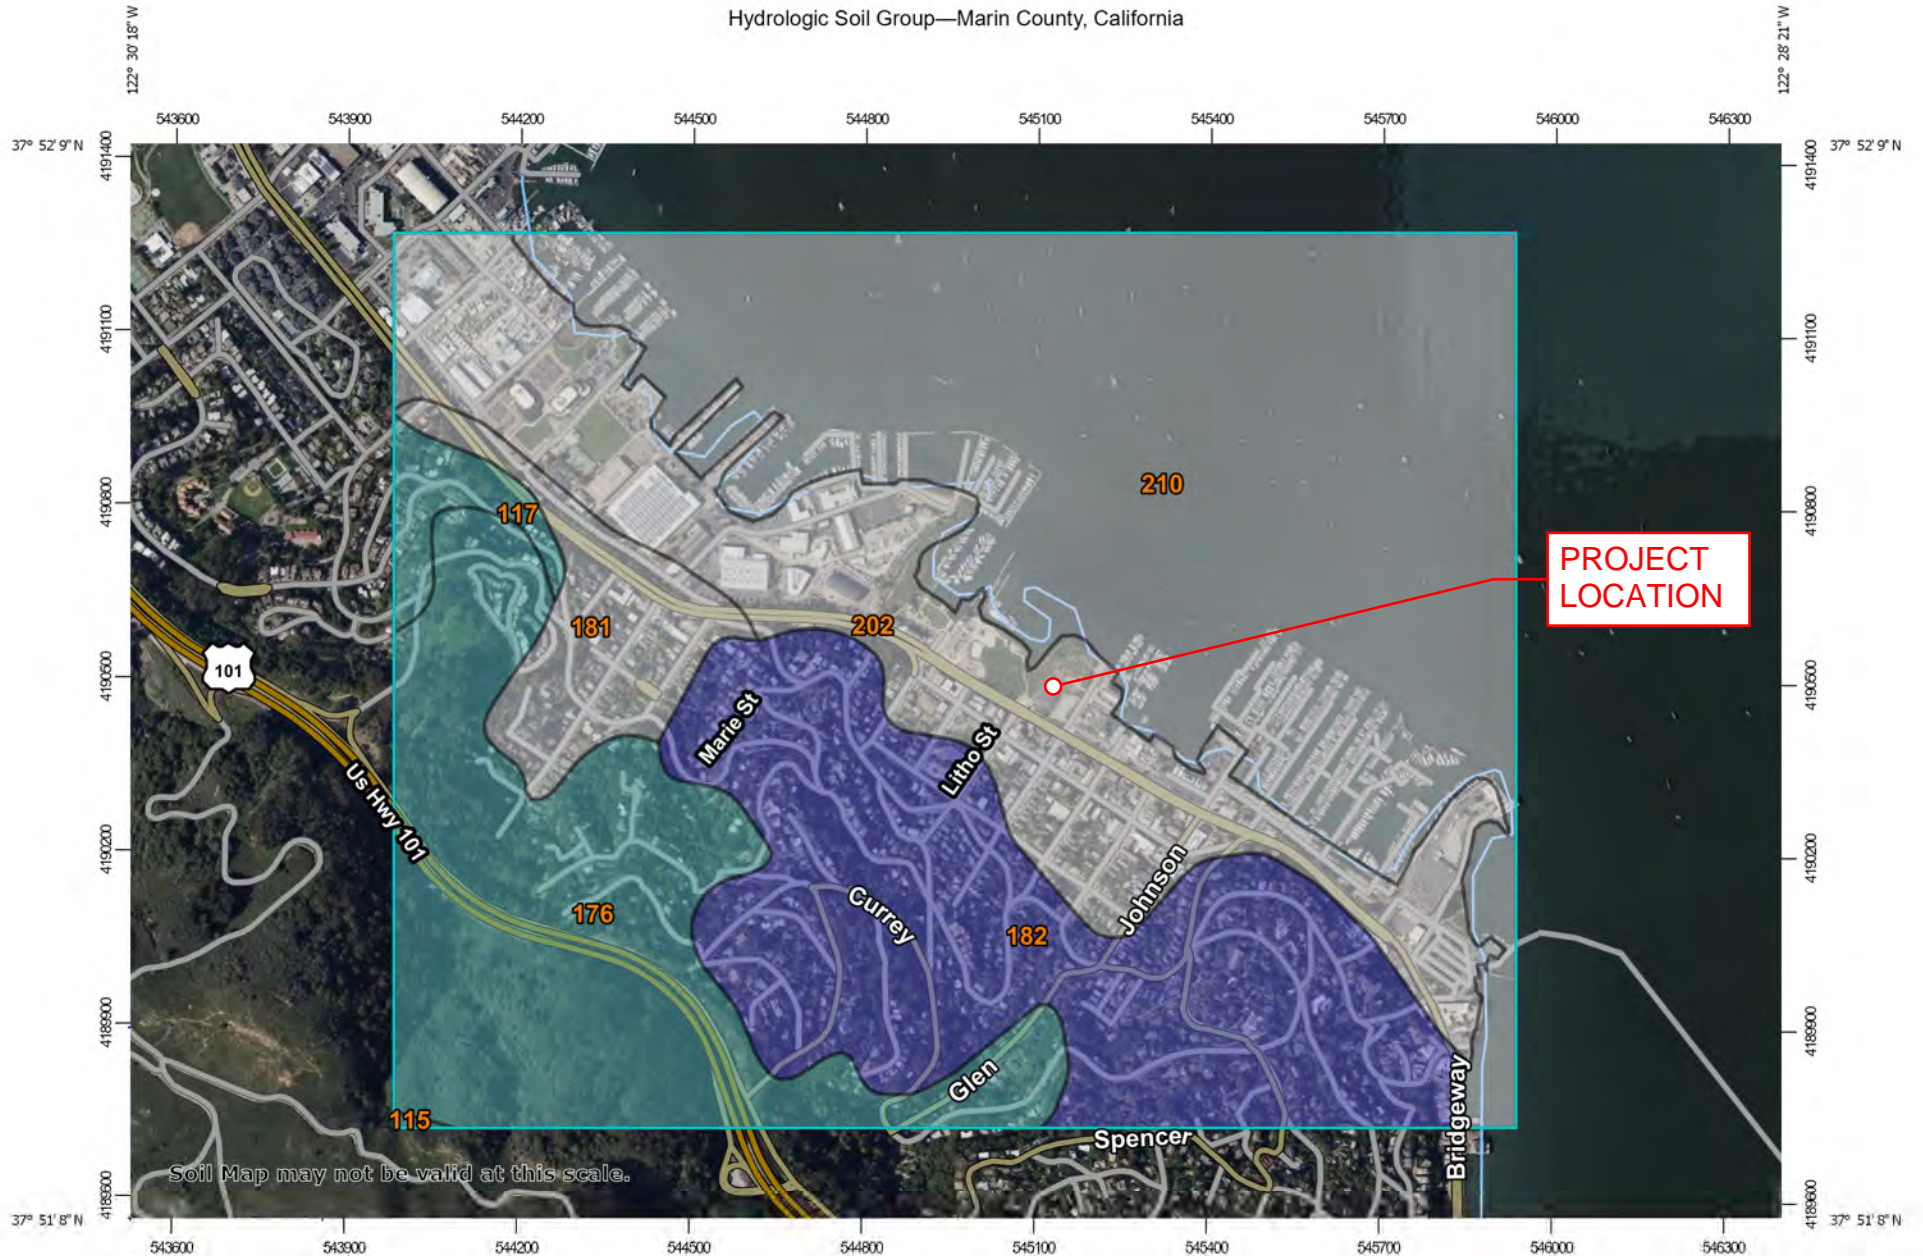 Hydrologic Soil Group—Marin County, California
122° 30' 18" W
122° 28' 21" W
543600 543900 544200 544500 544800 545100 545400 545700 546000 546300
37° 52' 9" N
37° 52' 9" N
4191400
4191400
4191100
4191100
4190800
4190800
4190500
4190500
4190200
4190200
4189900
4189900
4189600
4189600
210
117
PROJECT
LOCATION
181
202
101
Marie St
Litho St
Us Hwy 101
Johnson
Currey
176
182
Glen
115
Spencer
Bridgeway
Soil Map may not be valid at this scale.
37° 51' 8" N
37° 51' 8" N
543600 543900 544200 544500 544800 545100 545400 545700 546000 546300